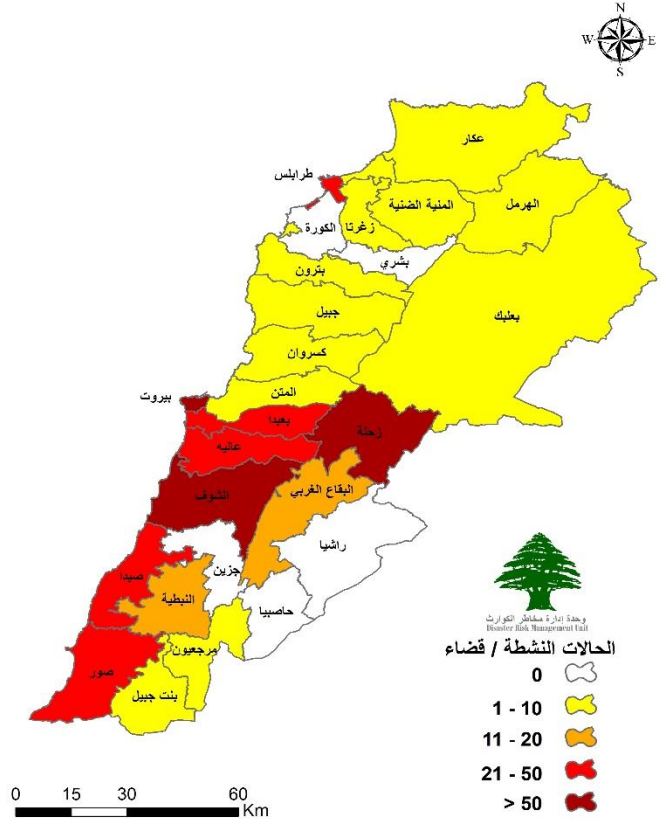 N
W E
S
عكار
طرابلس
المنية الضنية
الهرمل
زغرتا
الكورة
بشري
بترون
جبيل
بعلبك
كسروان
المتن
بيروت
بعبدا
زحلة
عاليه
البقاع الغربي
الشوف
راشيا
جزين
صيدا
النبطية
حاصبيا
مرجعيون
صور
بنت جبيل
وحدة إدارة مخاطر الكوارث
Disaster Risk Management Unit
الحالات النشطة / قضاء
0
1 - 10
11 - 20
21 - 50
> 50
0 15 30 60
Km